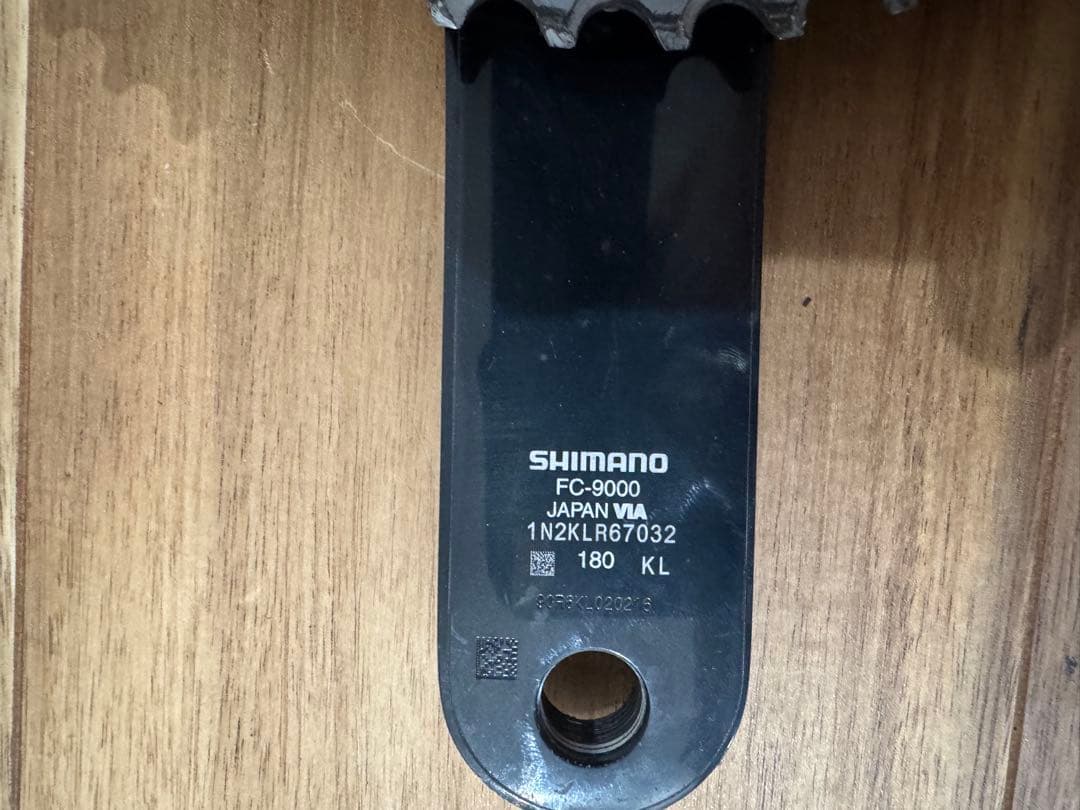 SHIMANO
FC-9000
JAPAN VIA
1N2KLR67032
180 KL